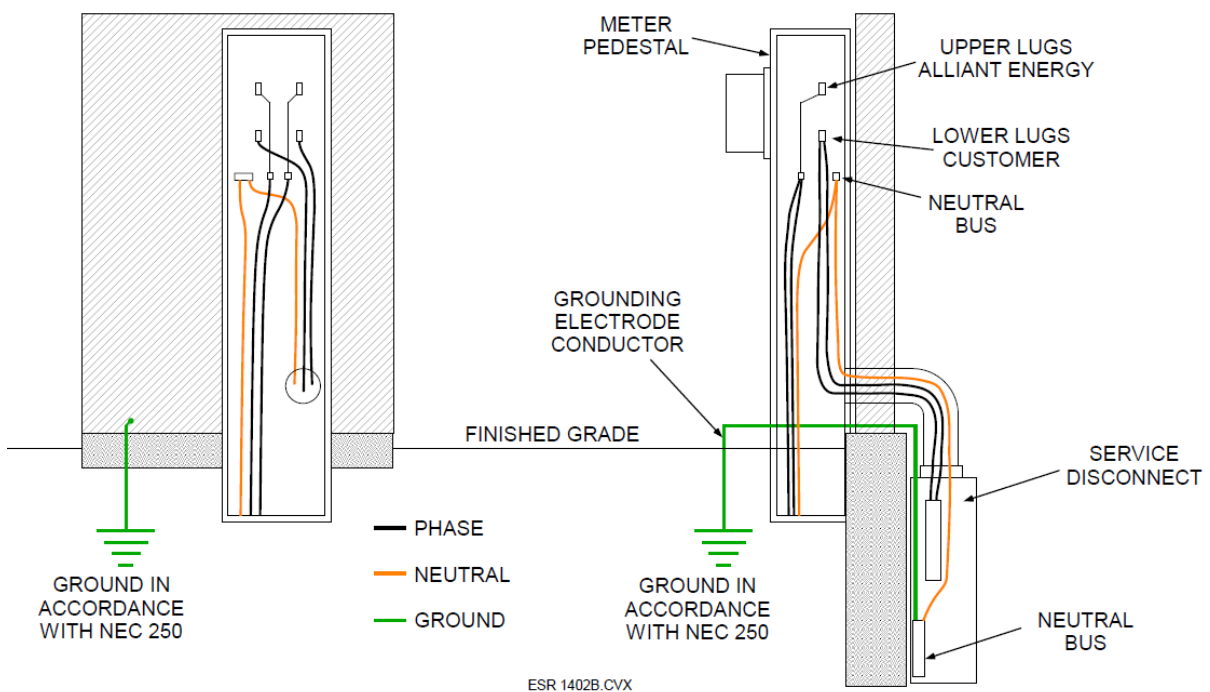 METER
PEDESTAL
UPPER LUGS
ALLIANT ENERGY
LOWER LUGS
CUSTOMER
NEUTRAL
BUS
GROUNDING
ELECTRODE
CONDUCTOR
FINISHED GRADE
SERVICE
DISCONNECT
PHASE
NEUTRAL
GROUND
GROUND IN
ACCORDANCE
WITH NEC 250
GROUND IN
ACCORDANCE
WITH NEC 250
NEUTRAL
BUS
ESR 1402B.CVX